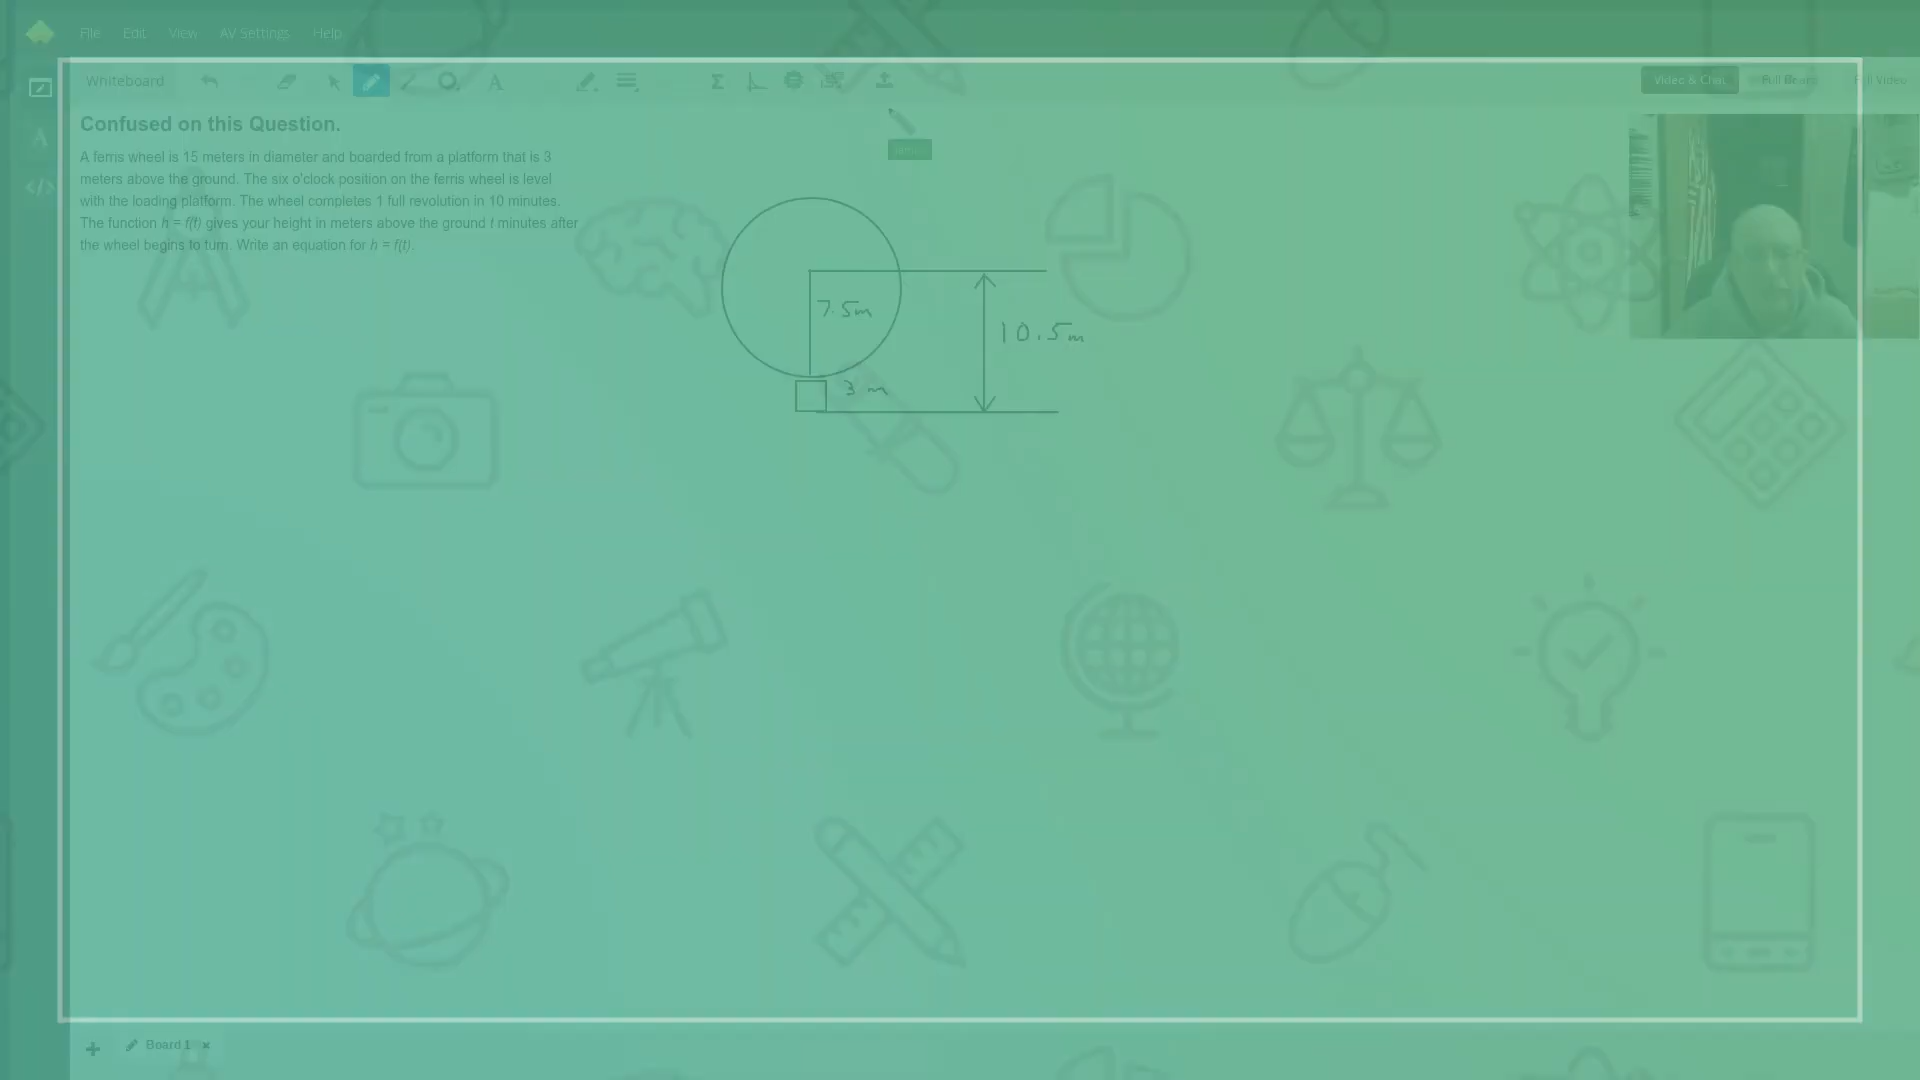 File Edit View AV Settings Help
Whiteboard
Video & Chat Full Board Full Video
Confused on this Question.
A ferris wheel is 15 meters in diameter and boarded from a platform that is 3
meters above the ground. The six o'clock position on the ferris wheel is level
with the loading platform. The wheel completes 1 full revolution in 10 minutes.
The function h = f(t) gives your height in meters above the ground t minutes after
the wheel begins to turn. Write an equation for h = f(t).
7.5m
10.5m
3 m
Board 1